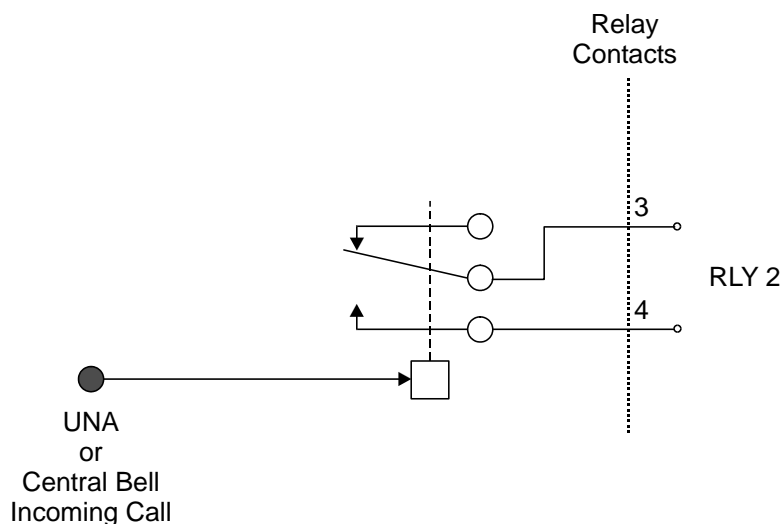 Relay
Contacts
3
RLY 2
4
UNA
or
Central Bell
Incoming Call